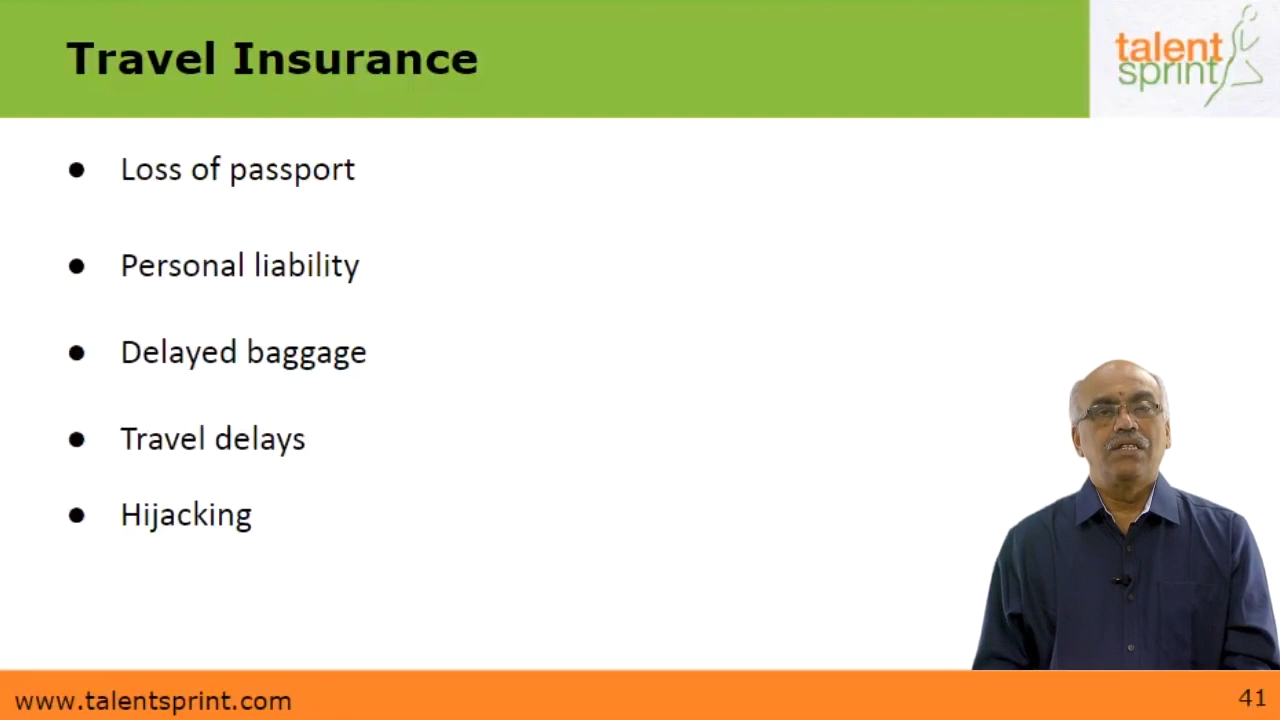 Travel Insurance
talent
sprint
● Loss of passport
● Personal liability
● Delayed baggage
● Travel delays
● Hijacking
www.talentsprint.com
41